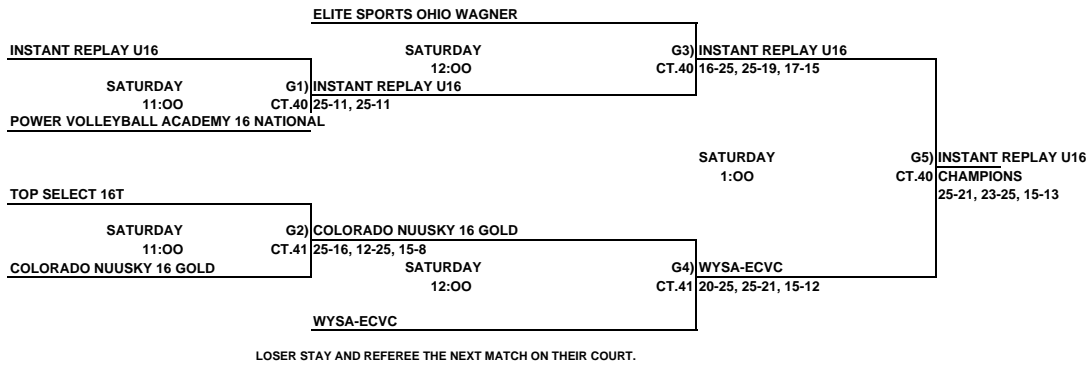 ELITE SPORTS OHIO WAGNER
INSTANT REPLAY U16 SATURDAY G3) INSTANT REPLAY U16
12:OO CT.40 16-25, 25-19, 17-15
SATURDAY G1) INSTANT REPLAY U16
11:OO CT.40 25-11, 25-11
POWER VOLLEYBALL ACADEMY 16 NATIONAL
SATURDAY G5) INSTANT REPLAY U16
1:OO CT.40 CHAMPIONS
TOP SELECT 16T 25-21, 23-25, 15-13
SATURDAY G2) COLORADO NUUSKY 16 GOLD
11:OO CT.41 25-16, 12-25, 15-8
COLORADO NUUSKY 16 GOLD SATURDAY G4) WYSA-ECVC
12:OO CT.41 20-25, 25-21, 15-12
WYSA-ECVC
LOSER STAY AND REFEREE THE NEXT MATCH ON THEIR COURT.